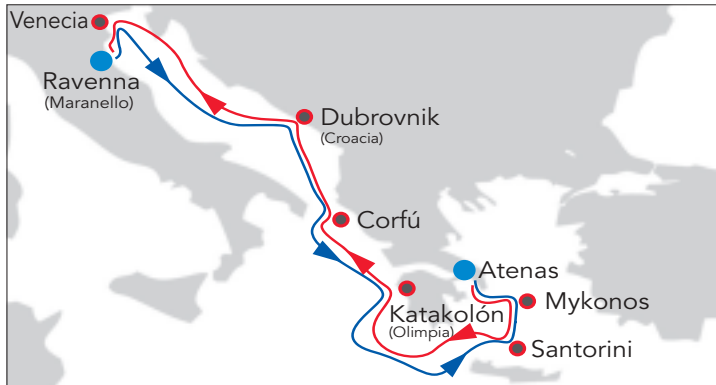 Venecia
Ravenna
(Maranello)
Dubrovnik
(Croacia)
Corfú
Atenas
Mykonos
Katakolón
(Olimpia)
Santorini